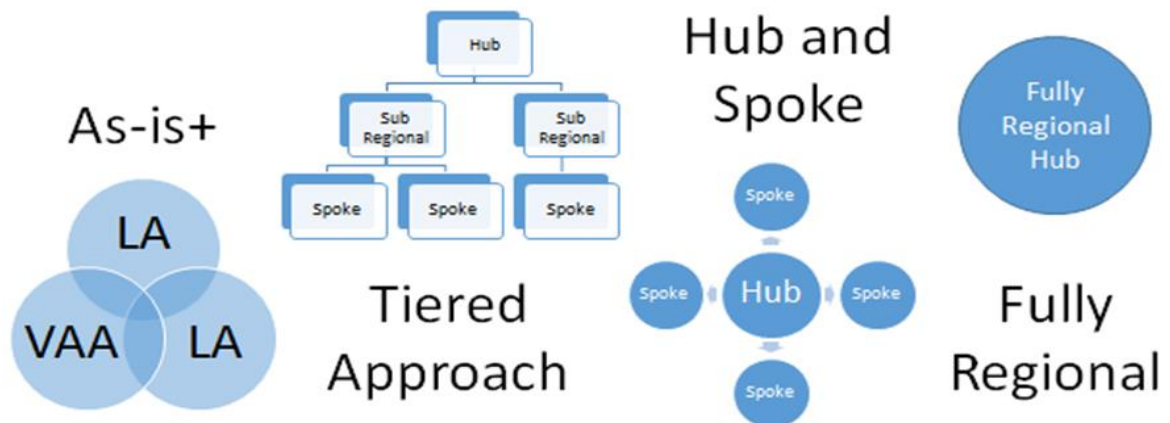 As-is+
LA
VAA
LA
Hub
Sub
Regional
Sub
Regional
Spoke
Spoke
Spoke
Tiered
Approach
Hub and
Spoke
Spoke
Spoke
Hub
Spoke
Spoke
Fully
Regional
Hub
Fully
Regional